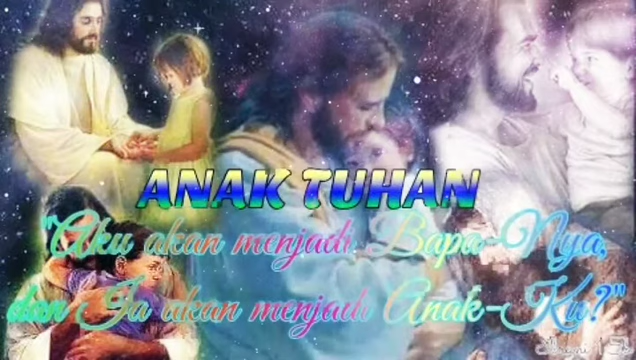 ANAK TUHAN
"Aku akan menjadi Bapa-Nya,
dan Ia akan menjadi Anak-Ku?"